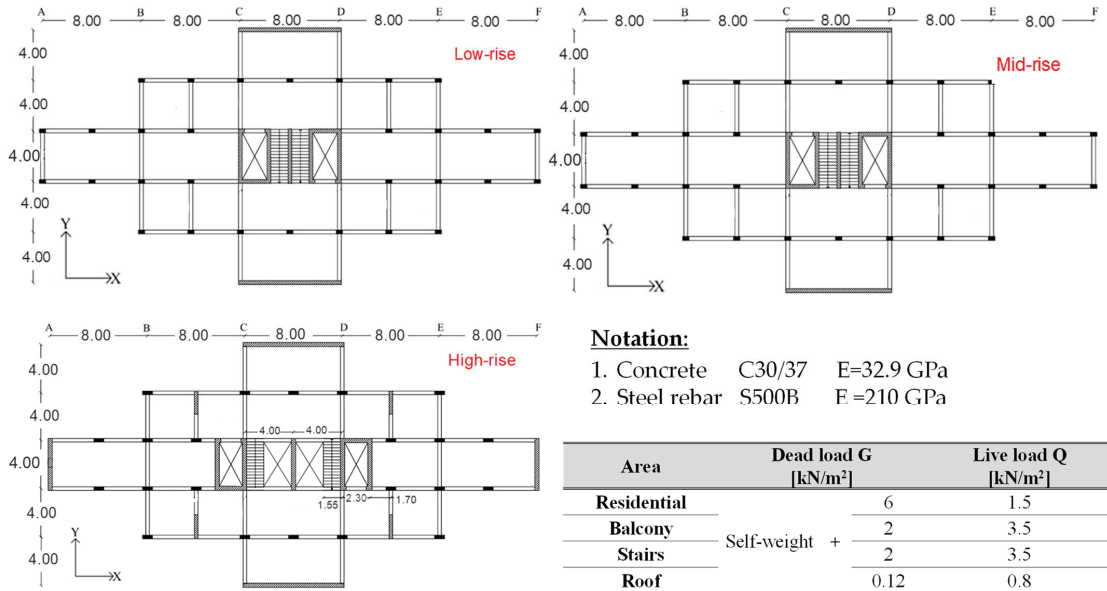 A B C D E F
8.00 8.00 8.00 8.00 8.00
4.00
4.00
4.00
4.00
4.00
Low-rise
Y
X
A B C D E F
8.00 8.00 8.00 8.00 8.00
4.00
4.00
4.00
4.00
4.00
Mid-rise
Y
X
A B C D E F
8.00 8.00 8.00 8.00 8.00
4.00
4.00
4.00
4.00
4.00
High-rise
4.00 4.00
1.55 2.30 1.70
Y
X
Notation:
1. Concrete C30/37 E=32.9 GPa
2. Steel rebar S500B E =210 GPa
Area Dead load G [kN/m²] Live load Q [kN/m²]
Residential 6 1.5
Balcony 2 3.5
Self-weight +
Stairs 2 3.5
Roof 0.12 0.8